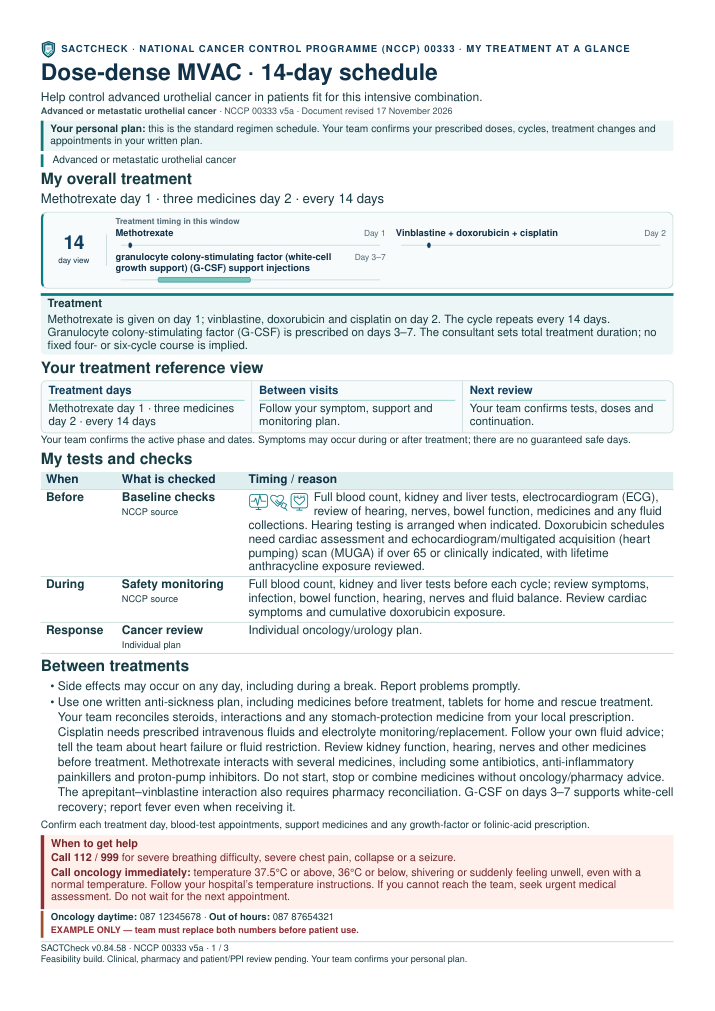 SACTCHECK · NATIONAL CANCER CONTROL PROGRAMME (NCCP) 00333 · MY TREATMENT AT A GLANCE
Dose-dense MVAC · 14-day schedule
Help control advanced urothelial cancer in patients fit for this intensive combination.
Advanced or metastatic urothelial cancer · NCCP 00333 v5a · Document revised 17 November 2026
Your personal plan: this is the standard regimen schedule. Your team confirms your prescribed doses, cycles, treatment changes and
appointments in your written plan.
Advanced or metastatic urothelial cancer
My overall treatment
Methotrexate day 1 · three medicines day 2 · every 14 days
14
day view
Treatment timing in this window
Methotrexate Day 1
Vinblastine + doxorubicin + cisplatin Day 2
granulocyte colony-stimulating factor (white-cell Day 3–7
growth support) (G-CSF) support injections
Treatment
Methotrexate is given on day 1; vinblastine, doxorubicin and cisplatin on day 2. The cycle repeats every 14 days.
Granulocyte colony-stimulating factor (G-CSF) is prescribed on days 3–7. The consultant sets total treatment duration; no
fixed four- or six-cycle course is implied.
Your treatment reference view
Treatment days
Methotrexate day 1 · three medicines
day 2 · every 14 days
Between visits
Follow your symptom, support and
monitoring plan.
Next review
Your team confirms tests, doses and
continuation.
Your team confirms the active phase and dates. Symptoms may occur during or after treatment; there are no guaranteed safe days.
My tests and checks
When What is checked Timing / reason
Before
Baseline checks
NCCP source
Full blood count, kidney and liver tests, electrocardiogram (ECG),
review of hearing, nerves, bowel function, medicines and any fluid
collections. Hearing testing is arranged when indicated. Doxorubicin schedules
need cardiac assessment and echocardiogram/multigated acquisition (heart
pumping) scan (MUGA) if over 65 or clinically indicated, with lifetime
anthracycline exposure reviewed.
During
Safety monitoring
NCCP source
Full blood count, kidney and liver tests before each cycle; review symptoms,
infection, bowel function, hearing, nerves and fluid balance. Review cardiac
symptoms and cumulative doxorubicin exposure.
Response
Cancer review
Individual plan
Individual oncology/urology plan.
Between treatments
• Side effects may occur on any day, including during a break. Report problems promptly.
• Use one written anti-sickness plan, including medicines before treatment, tablets for home and rescue treatment.
Your team reconciles steroids, interactions and any stomach-protection medicine from your local prescription.
Cisplatin needs prescribed intravenous fluids and electrolyte monitoring/replacement. Follow your own fluid advice;
tell the team about heart failure or fluid restriction. Review kidney function, hearing, nerves and other medicines
before treatment. Methotrexate interacts with several medicines, including some antibiotics, anti-inflammatory
painkillers and proton-pump inhibitors. Do not start, stop or combine medicines without oncology/pharmacy advice.
The aprepitant–vinblastine interaction also requires pharmacy reconciliation. G-CSF on days 3–7 supports white-cell
recovery; report fever even when receiving it.
Confirm each treatment day, blood-test appointments, support medicines and any growth-factor or folinic-acid prescription.
When to get help
Call 112 / 999 for severe breathing difficulty, severe chest pain, collapse or a seizure.
Call oncology immediately: temperature 37.5°C or above, 36°C or below, shivering or suddenly feeling unwell, even with a
normal temperature. Follow your hospital's temperature instructions. If you cannot reach the team, seek urgent medical
assessment. Do not wait for the next appointment.
Oncology daytime: 087 12345678 · Out of hours: 087 87654321
EXAMPLE ONLY — team must replace both numbers before patient use.
SACTCheck v0.84.58 · NCCP 00333 v5a · 1 / 3
Feasibility build. Clinical, pharmacy and patient/PPI review pending. Your team confirms your personal plan.